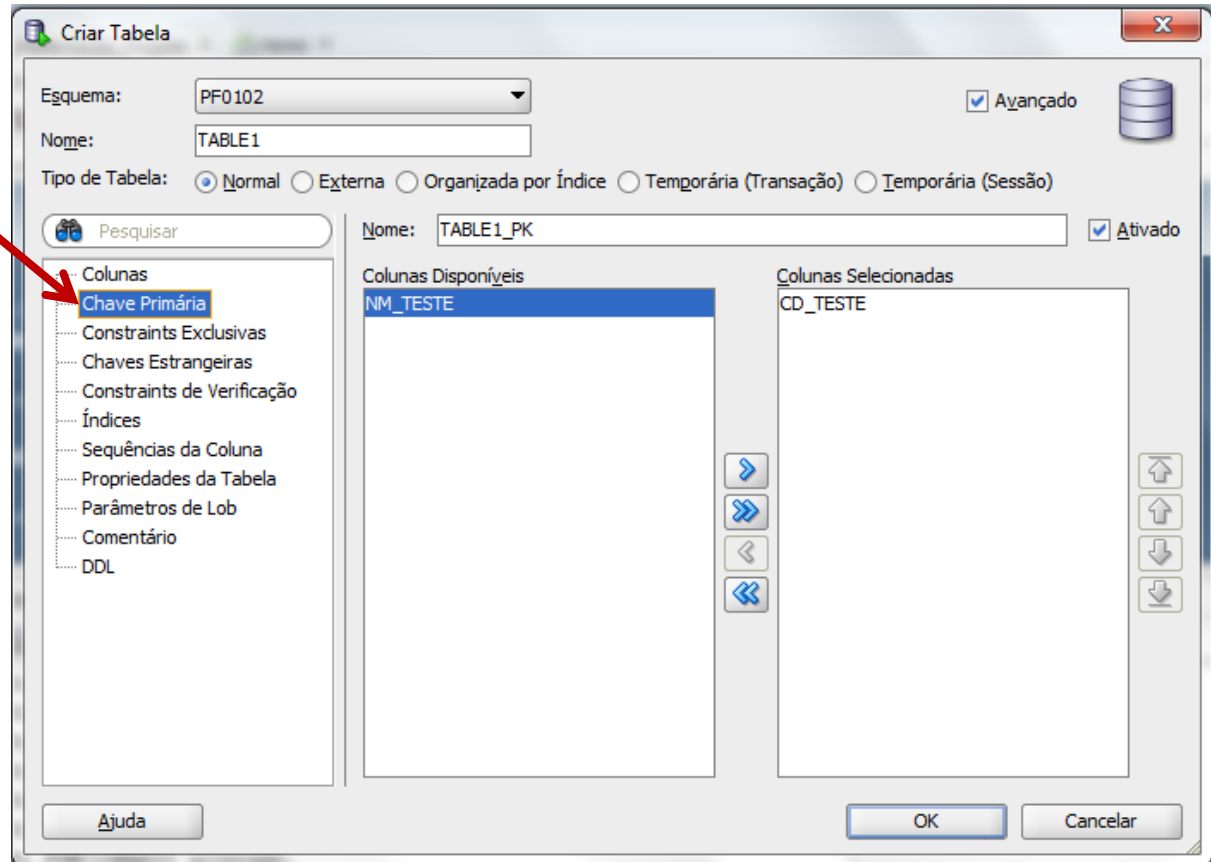 Criar Tabela
Esquema: PF0102 Avançado
Nome: TABLE1
Tipo de Tabela: Normal Externa Organizada por Índice Temporária (Transação) Temporária (Sessão)
Pesquisar Nome: TABLE1_PK Ativado
Colunas Colunas Disponíveis Colunas Selecionadas
Chave Primária NM_TESTE CD_TESTE
Constraints Exclusivas
Chaves Estrangeiras
Constraints de Verificação
Índices
Sequências da Coluna
Propriedades da Tabela
Parâmetros de Lob
Comentário
DDL
Ajuda OK Cancelar